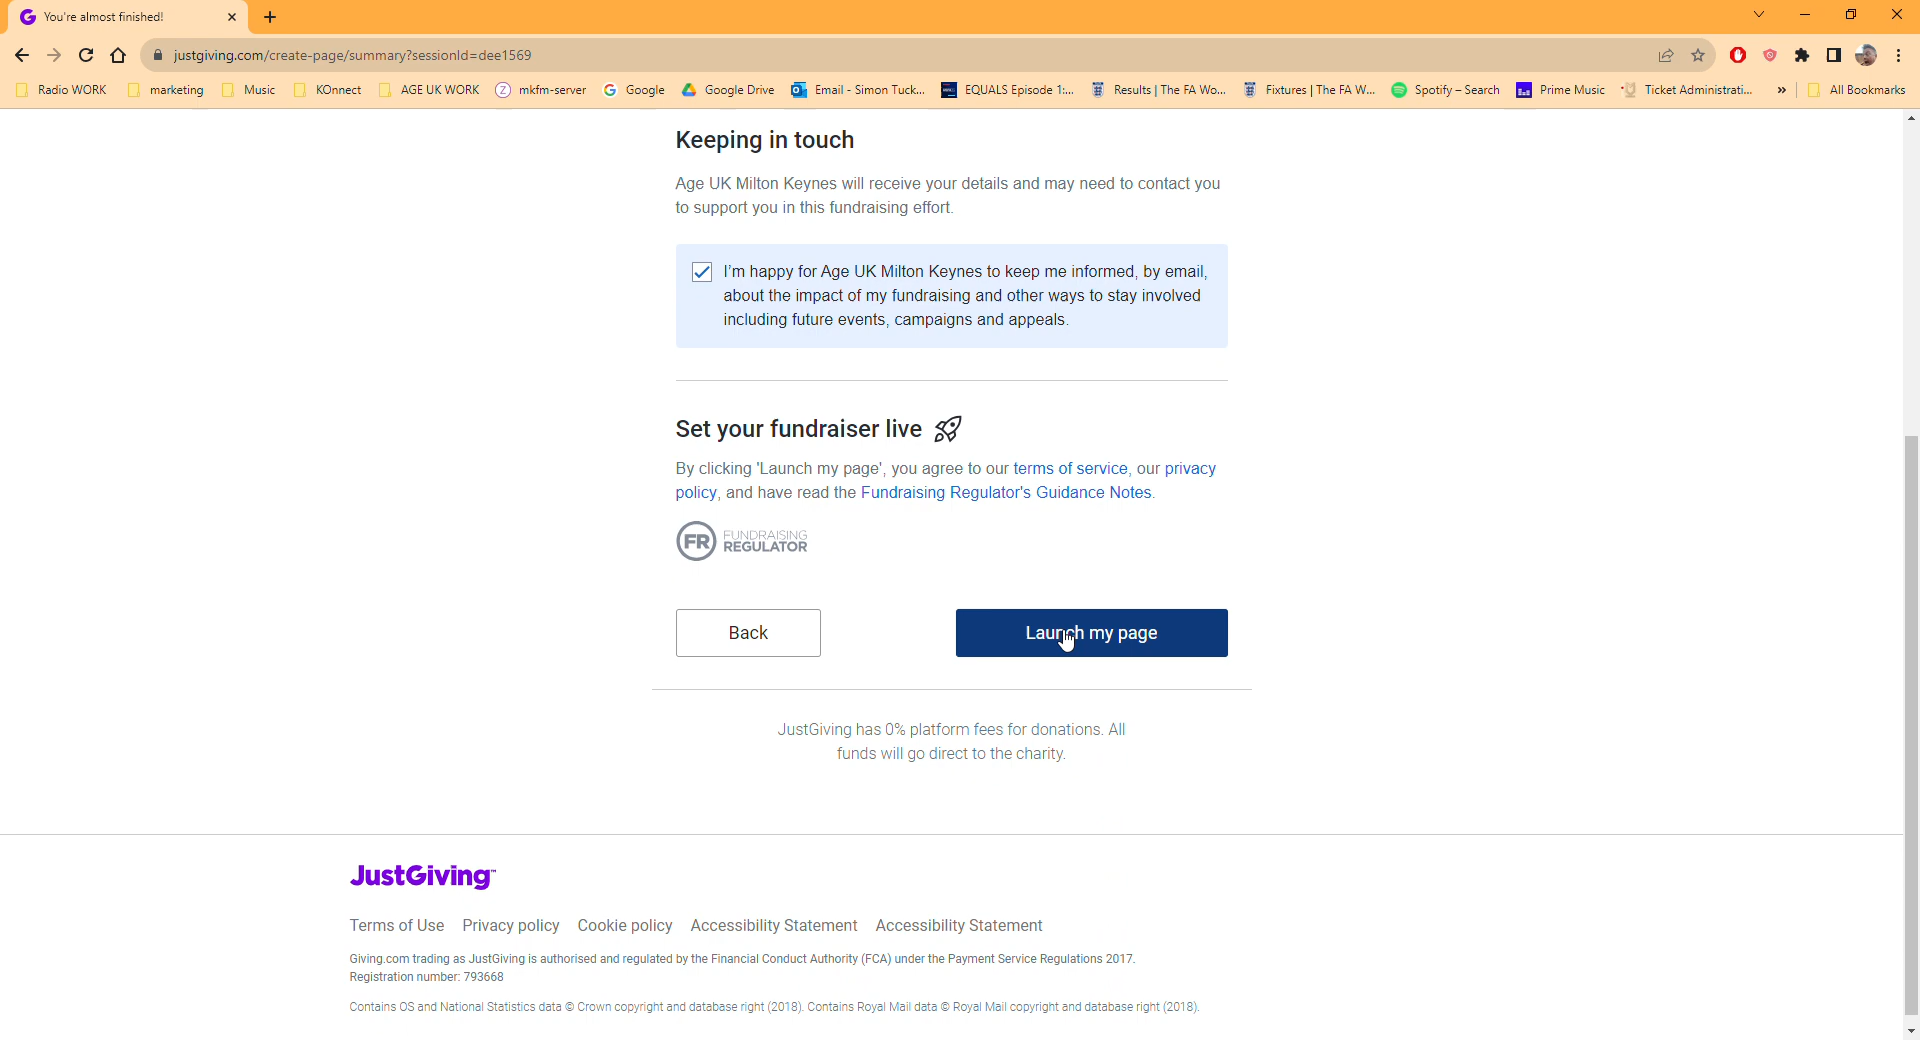 You're almost finished!
justgiving.com/create-page/summary?sessionId=dee1569
Radio WORK marketing Music KOnnect AGE UK WORK mkfm-server Google Google Drive Email - Simon Tuck... EQUALS Episode 1:... Results | The FA Wo... Fixtures | The FA W... Spotify – Search Prime Music Ticket Administrati... » All Bookmarks
Keeping in touch
Age UK Milton Keynes will receive your details and may need to contact you
to support you in this fundraising effort.
I'm happy for Age UK Milton Keynes to keep me informed, by email,
about the impact of my fundraising and other ways to stay involved
including future events, campaigns and appeals.
Set your fundraiser live
By clicking 'Launch my page', you agree to our terms of service, our privacy
policy, and have read the Fundraising Regulator's Guidance Notes.
FR FUNDRAISING
REGULATOR
Back Launch my page
JustGiving has 0% platform fees for donations. All
funds will go direct to the charity.
JustGiving™
Terms of Use Privacy policy Cookie policy Accessibility Statement Accessibility Statement
Giving.com trading as JustGiving is authorised and regulated by the Financial Conduct Authority (FCA) under the Payment Service Regulations 2017.
Registration number: 793668
Contains OS and National Statistics data © Crown copyright and database right (2018). Contains Royal Mail data © Royal Mail copyright and database right (2018).